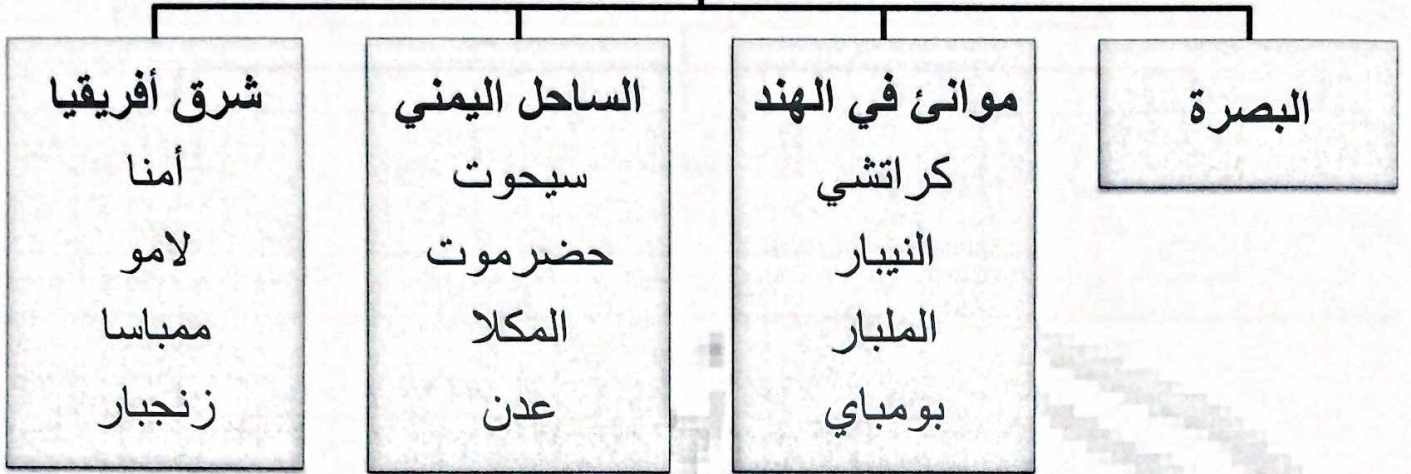 البصرة
موانئ في الهند
كراتشي
النيبار
الملبار
بومباي
الساحل اليمني
سيحوت
حضرموت
المكلا
عدن
شرق أفريقيا
أمنا
لامو
ممباسا
زنجبار